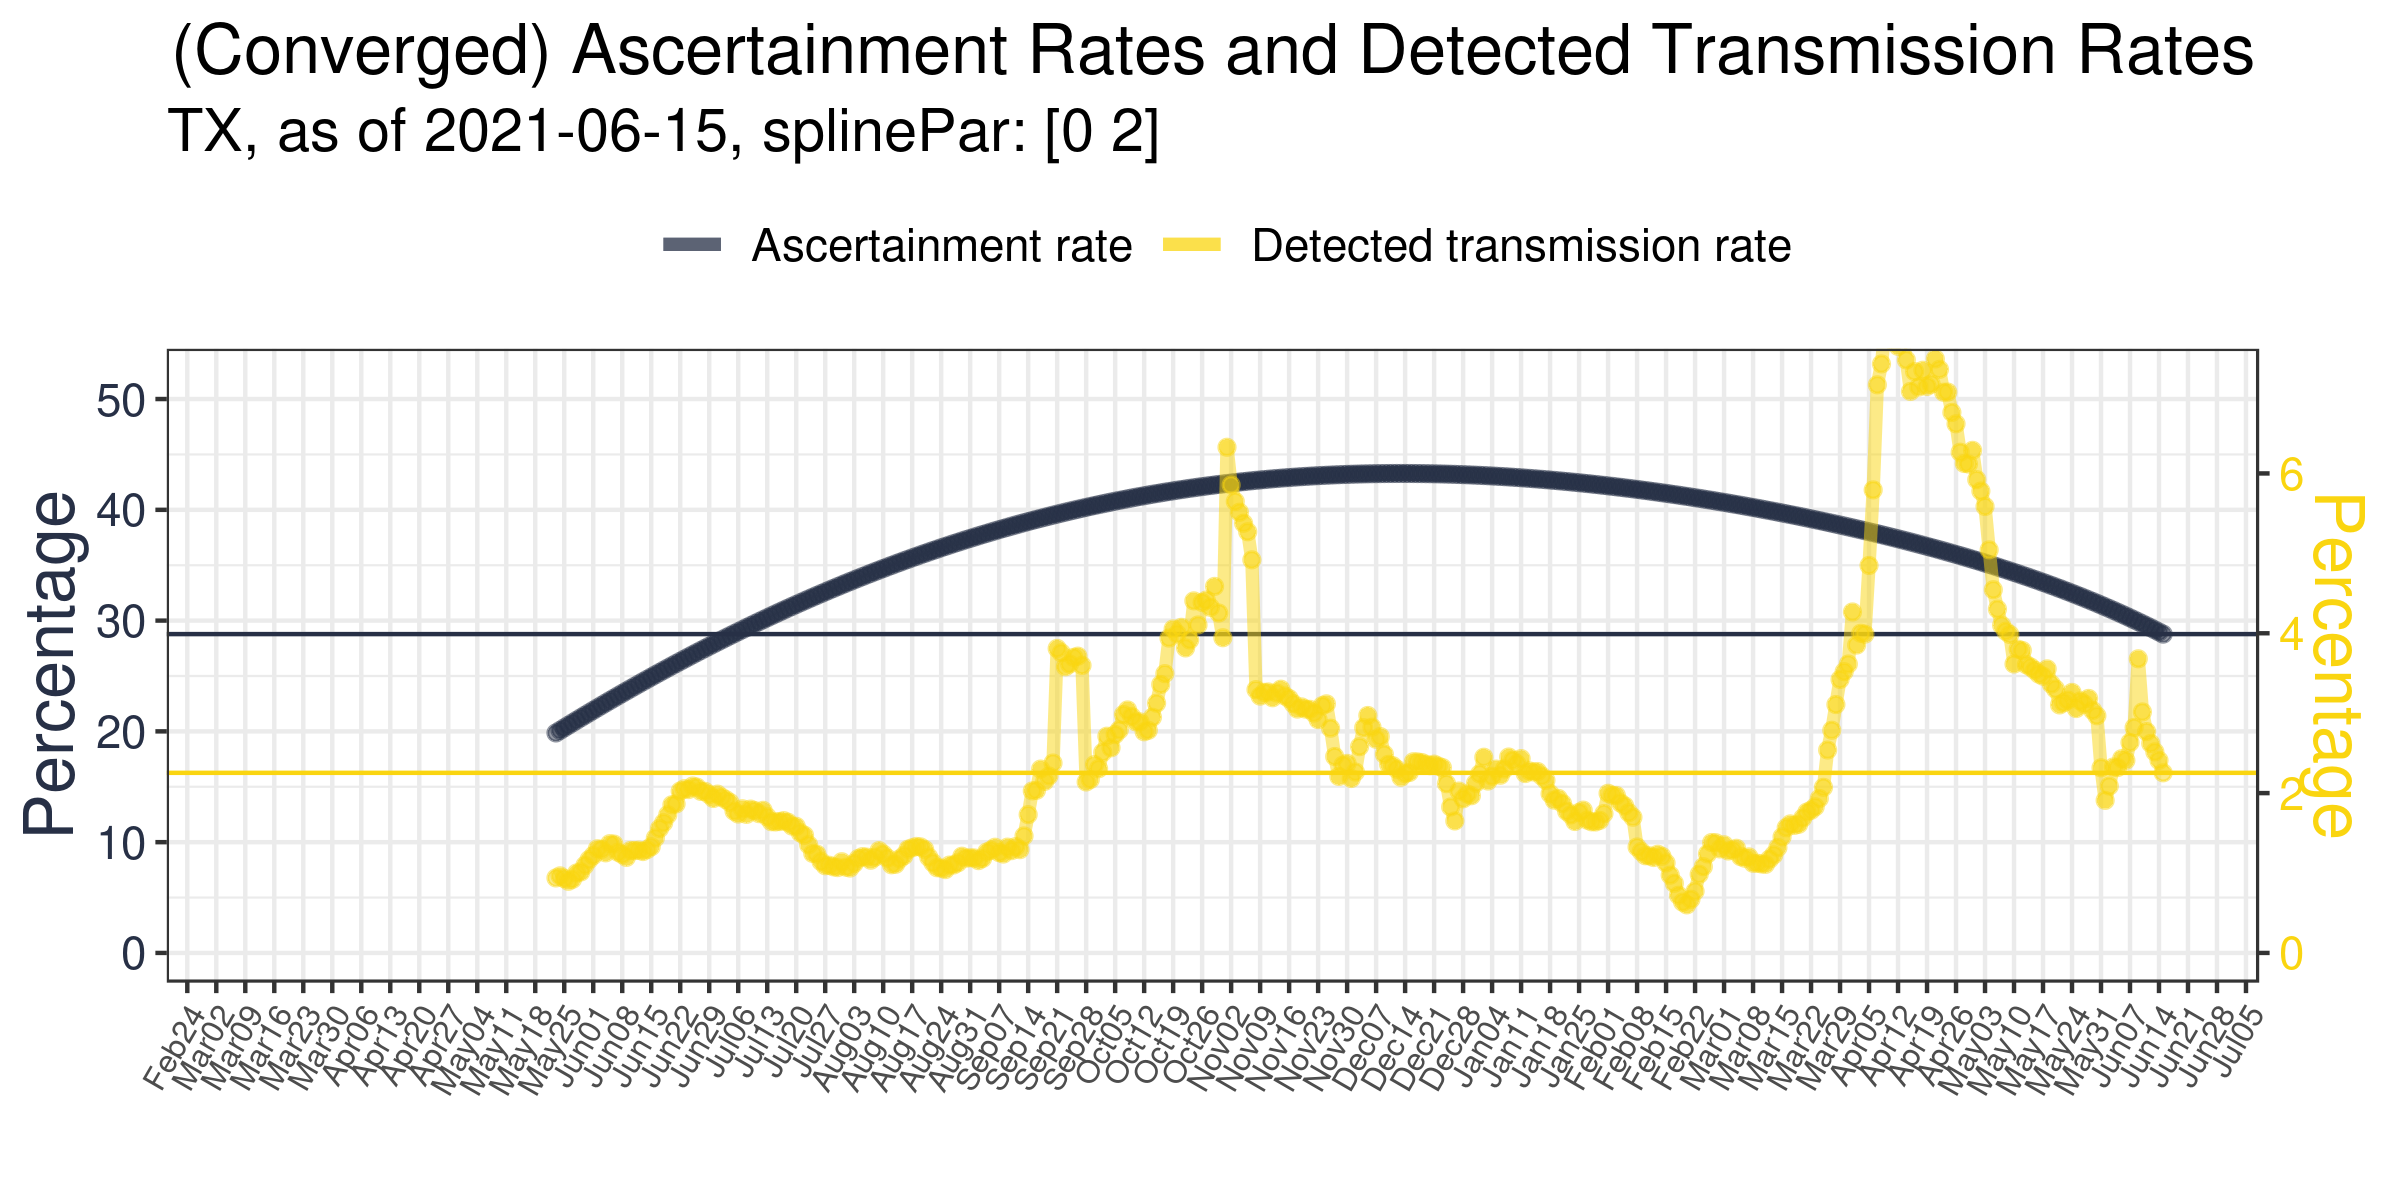 (Converged) Ascertainment Rates and Detected Transmission Rates
TX, as of 2021-06-15, splinePar: [0 2]
Ascertainment rate
Detected transmission rate
Percentage
50
40
30
20
10
0
6
4
2
0
Percentage
Feb24
Mar02
Mar09
Mar16
Mar23
Mar30
Apr06
Apr13
Apr20
Apr27
May04
May11
May18
May25
Jun01
Jun08
Jun15
Jun22
Jun29
Jul06
Jul13
Jul20
Jul27
Aug03
Aug10
Aug17
Aug24
Aug31
Sep07
Sep14
Sep21
Sep28
Oct05
Oct12
Oct19
Oct26
Nov02
Nov09
Nov16
Nov23
Nov30
Dec07
Dec14
Dec21
Dec28
Jan04
Jan11
Jan18
Jan25
Feb01
Feb08
Feb15
Feb22
Mar01
Mar08
Mar15
Mar22
Mar29
Apr05
Apr12
Apr19
Apr26
May03
May10
May17
May24
May31
Jun07
Jun14
Jun21
Jun28
Jul05